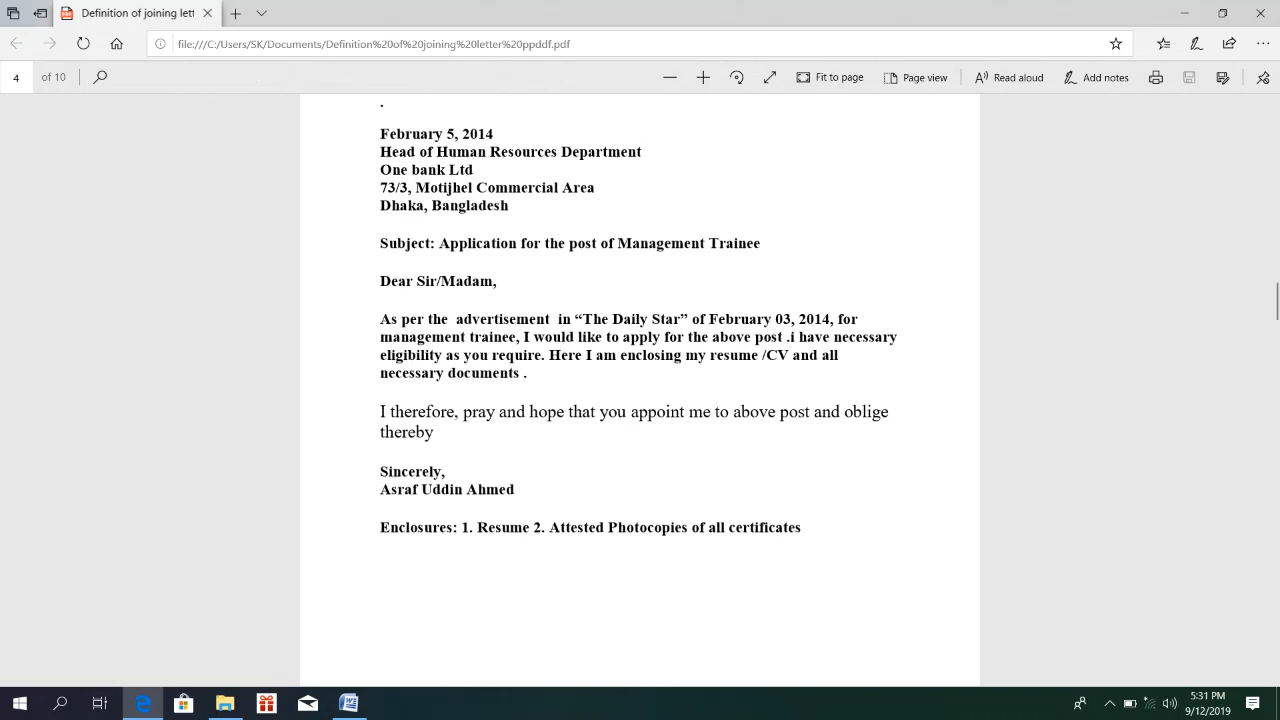 Definition of joining let
file:///C:/Users/SK/Documents/Definition%20of%20joining%20letter%20ppddf.pdf
4 of 10
Fit to page
Page view
Read aloud
Add notes
.
February 5, 2014
Head of Human Resources Department
One bank Ltd
73/3, Motijhel Commercial Area
Dhaka, Bangladesh
Subject: Application for the post of Management Trainee
Dear Sir/Madam,
As per the  advertisement  in “The Daily Star” of February 03, 2014, for
management trainee, I would like to apply for the above post .i have necessary
eligibility as you require. Here I am enclosing my resume /CV and all
necessary documents .
I therefore, pray and hope that you appoint me to above post and oblige
thereby
Sincerely,
Asraf Uddin Ahmed
Enclosures: 1. Resume 2. Attested Photocopies of all certificates
5:31 PM
9/12/2019